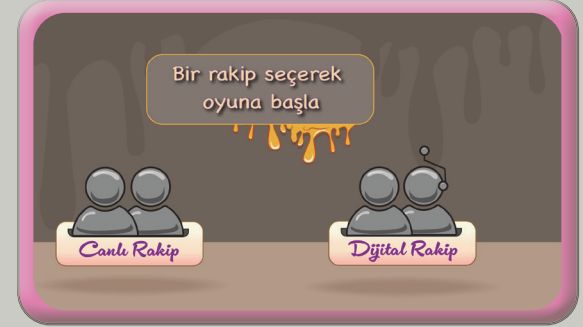 Bir rakip seçerek
oyuna başla
Canlı Rakip
Dijital Rakip